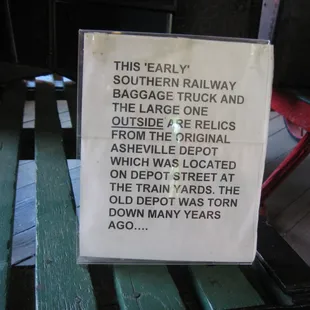 THIS 'EARLY'
SOUTHERN RAILWAY
BAGGAGE TRUCK AND
THE LARGE ONE
OUTSIDE ARE RELICS
FROM THE ORIGINAL
ASHEVILLE DEPOT
WHICH WAS LOCATED
ON DEPOT STREET AT
THE TRAIN YARDS. THE
OLD DEPOT WAS TORN
DOWN MANY YEARS
AGO....